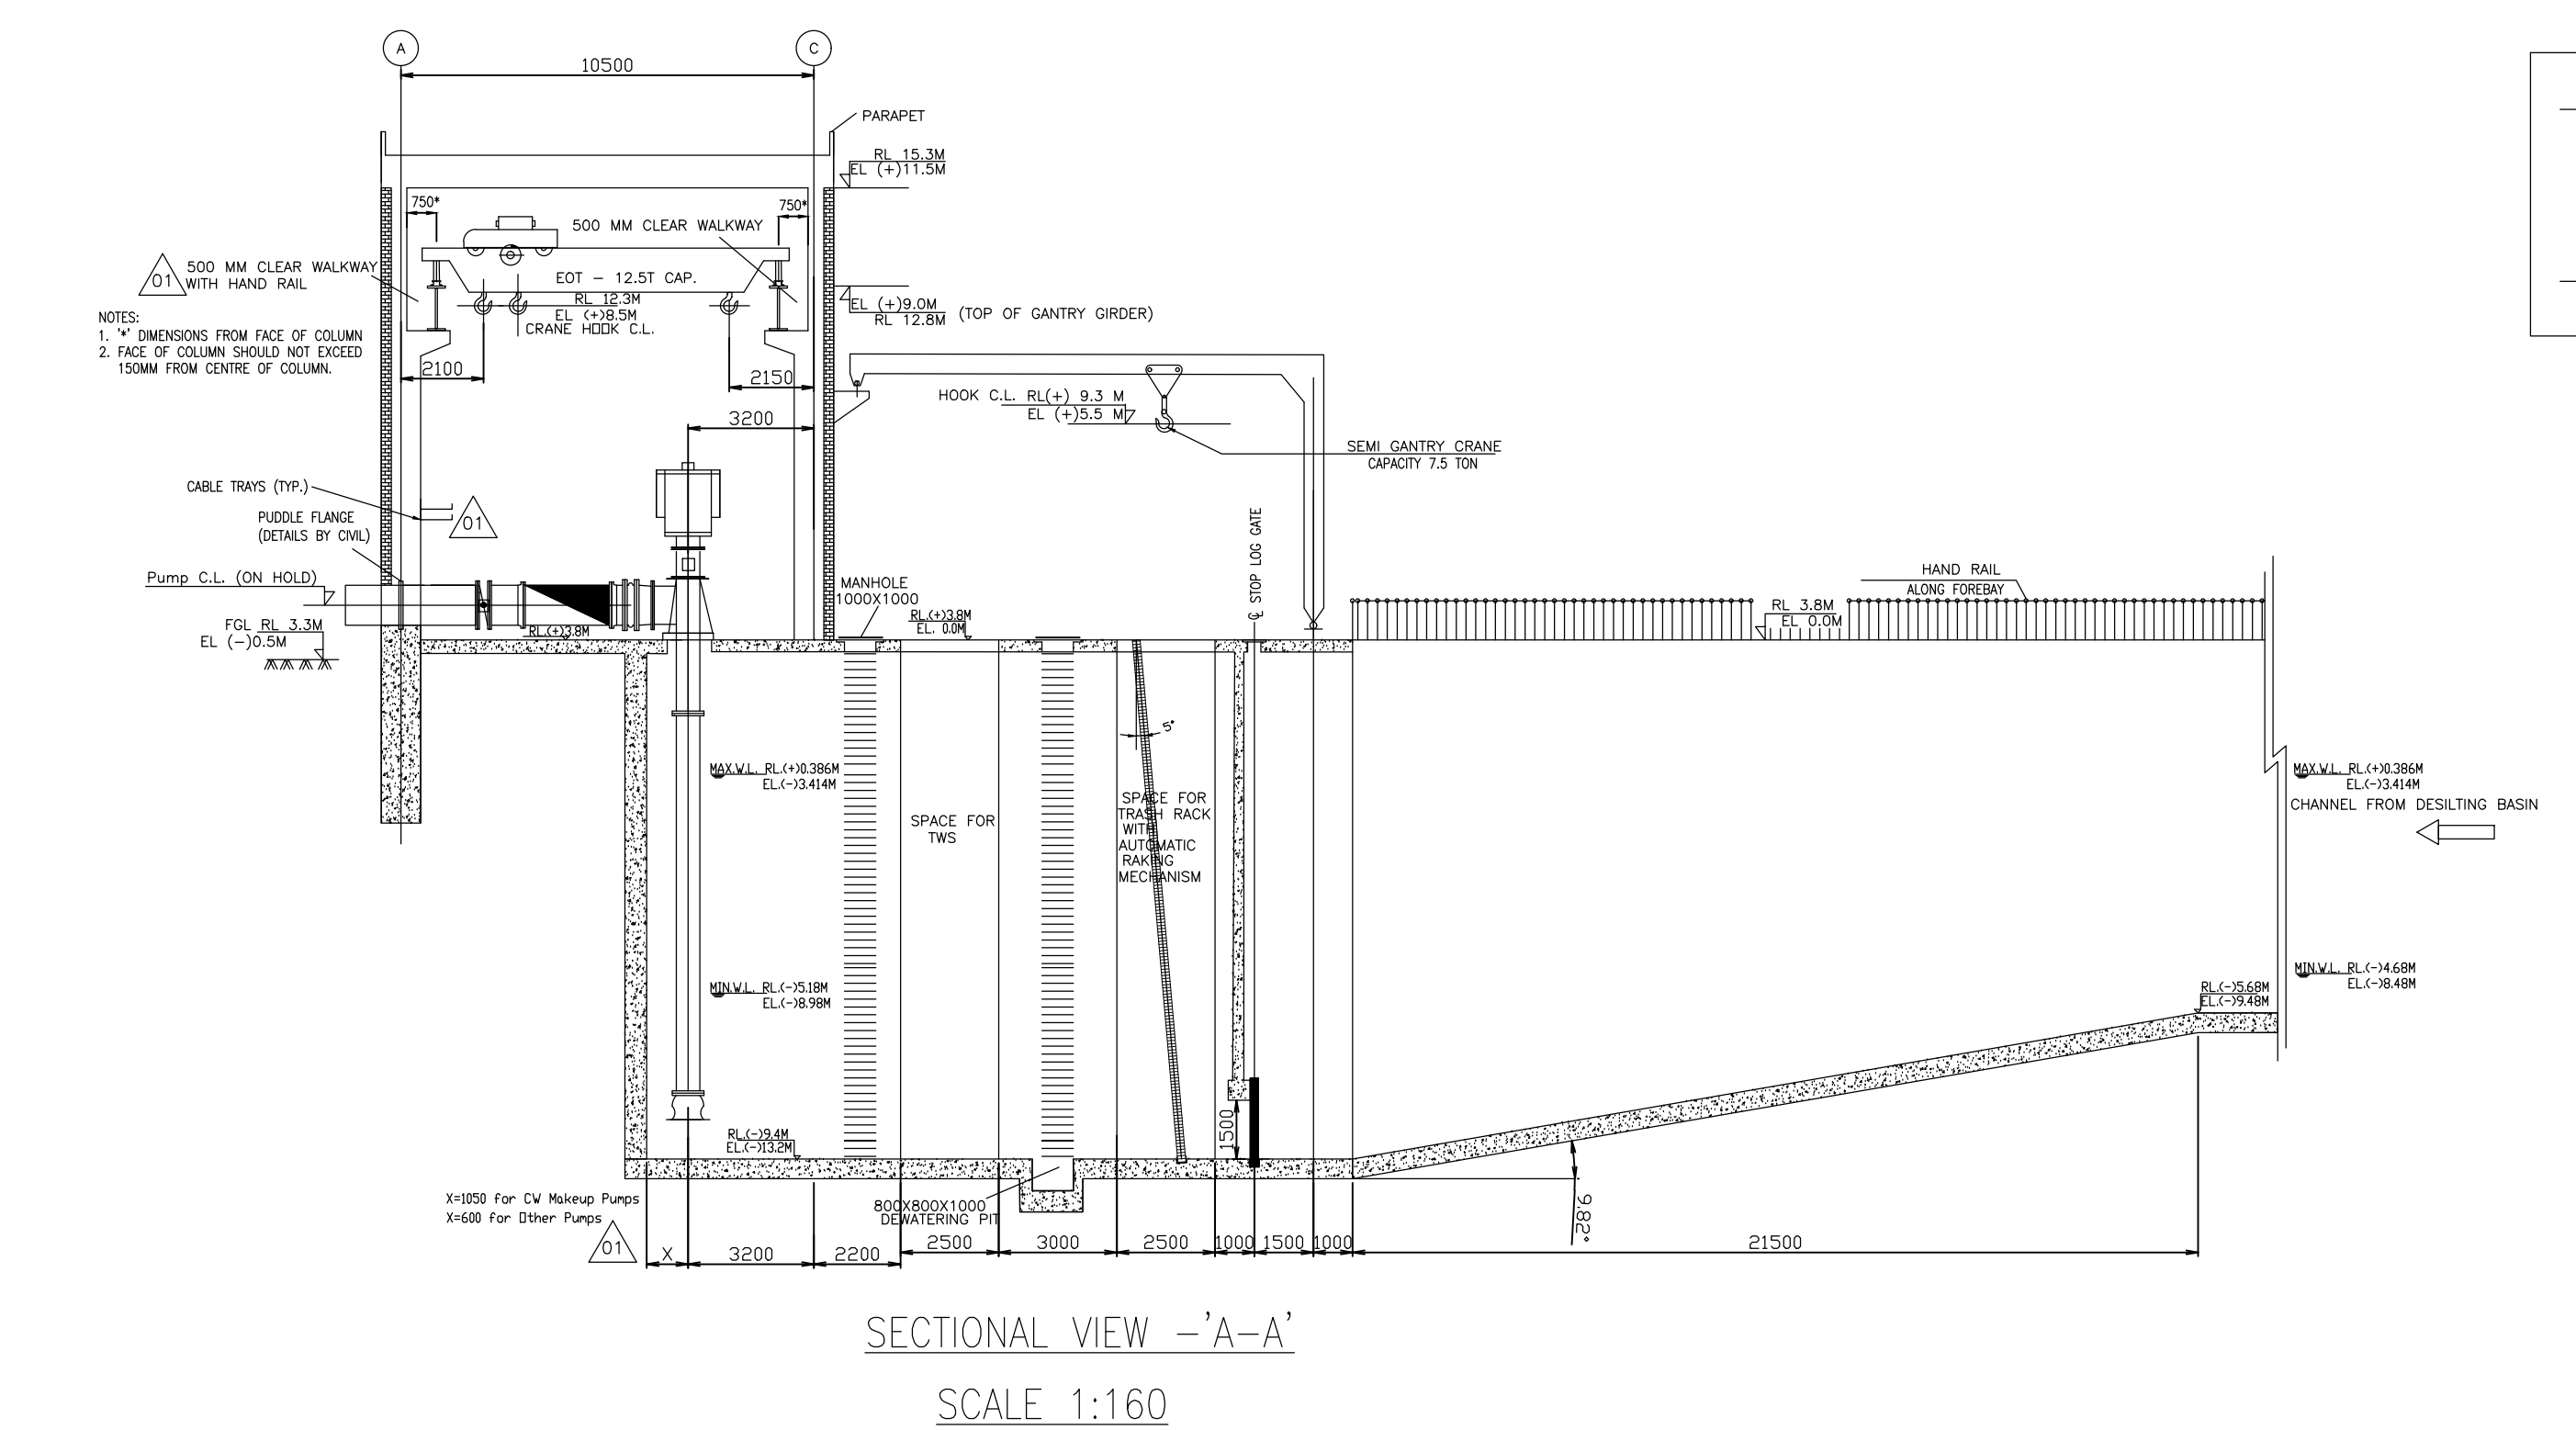 A
C
10500
PARAPET
RL 15.3M
EL (+)11.5M
750*
750*
500 MM CLEAR WALKWAY
01
500 MM CLEAR WALKWAY
WITH HAND RAIL
EOT - 12.5T CAP.
RL 12.3M
EL (+)8.5M
CRANE HOOK C.L.
EL (+)9.0M
RL 12.8M
(TOP OF GANTRY GIRDER)
NOTES:
1. '*' DIMENSIONS FROM FACE OF COLUMN
2. FACE OF COLUMN SHOULD NOT EXCEED
150MM FROM CENTRE OF COLUMN.
2100
2150
3200
HOOK C.L. RL(+) 9.3 M
EL (+)5.5 M
SEMI GANTRY CRANE
CAPACITY 7.5 TON
CABLE TRAYS (TYP.)
01
PUDDLE FLANGE
(DETAILS BY CIVIL)
Pump C.L. (ON HOLD)
FGL RL 3.3M
EL (-)0.5M
RL.(+)3.8M
MANHOLE
1000X1000
RL.(+)3.8M
EL. 0.0M
℄ STOP LOG GATE
HAND RAIL
ALONG FOREBAY
RL 3.8M
EL 0.0M
5°
MAX.W.L. RL.(+)0.386M
EL.(-)3.414M
SPACE FOR
TWS
SPACE FOR
TRASH RACK
WITH
AUTOMATIC
RAKING
MECHANISM
MAX.W.L. RL.(+)0.386M
EL.(-)3.414M
CHANNEL FROM DESILTING BASIN
MIN.W.L. RL.(-)5.18M
EL.(-)8.98M
MIN.W.L. RL.(-)4.68M
EL.(-)8.48M
RL.(-)5.68M
EL.(-)9.48M
1500
RL.(-)9.4M
EL.(-)13.2M
X=1050 for CW Makeup Pumps
X=600 for Other Pumps
01
800X800X1000
DEWATERING PIT
9.82°
X
3200
2200
2500
3000
2500
1000
1500
1000
21500
SECTIONAL VIEW -'A-A'
SCALE 1:160